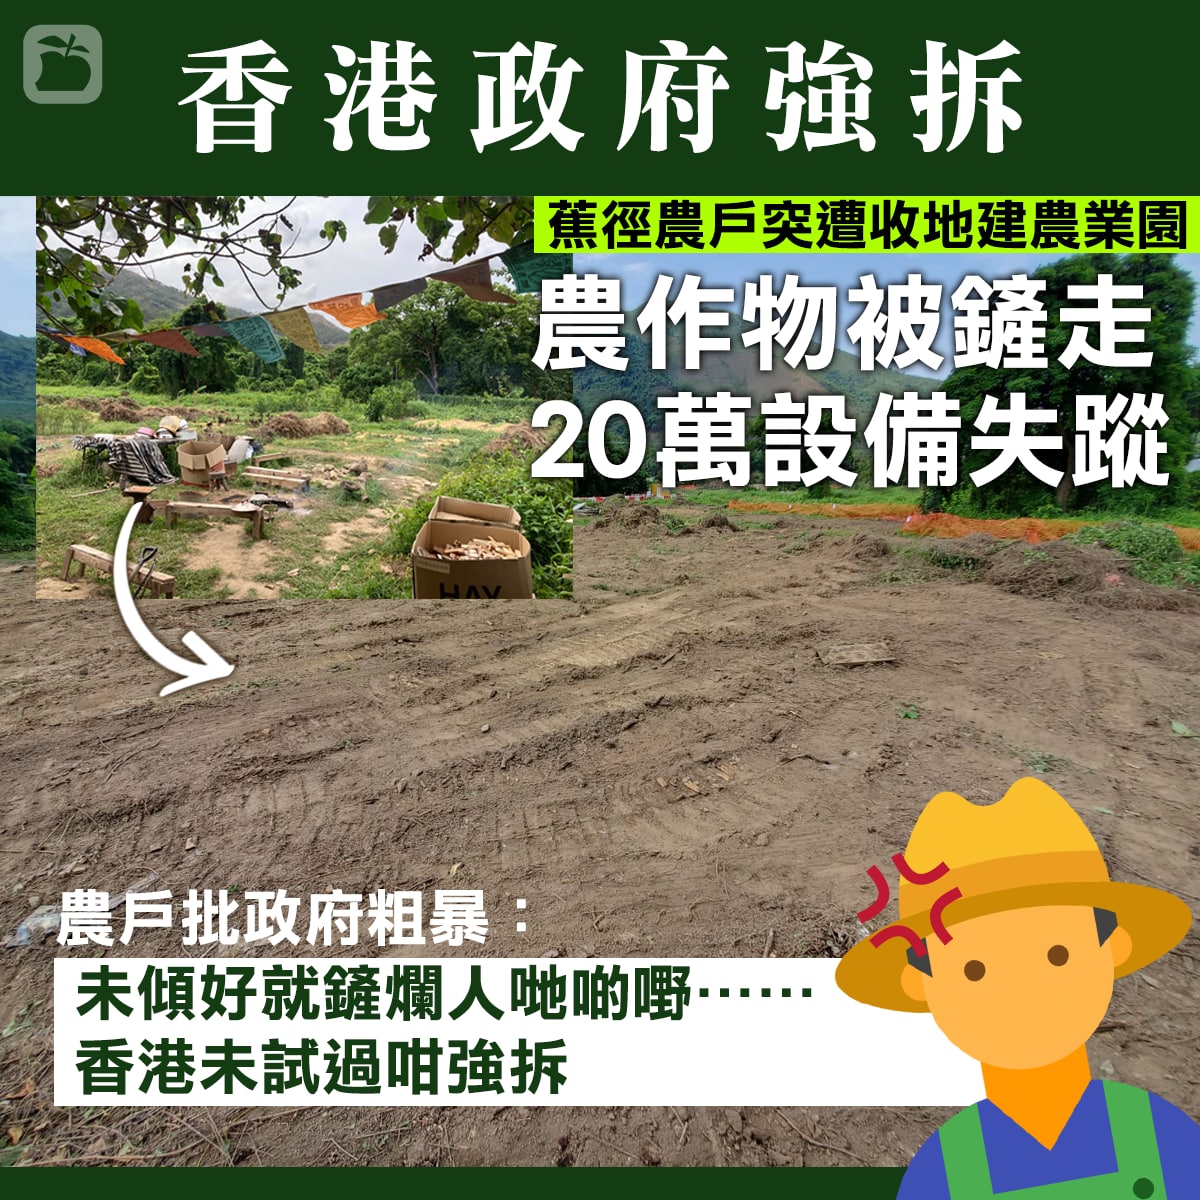 香港政府強拆
蕉徑農戶突遭收地建農業園
農作物被鏟走
20萬設備失蹤
HAY
農戶批政府粗暴：
未傾好就鏟爛人哋啲嘢……
香港未試過咁強拆